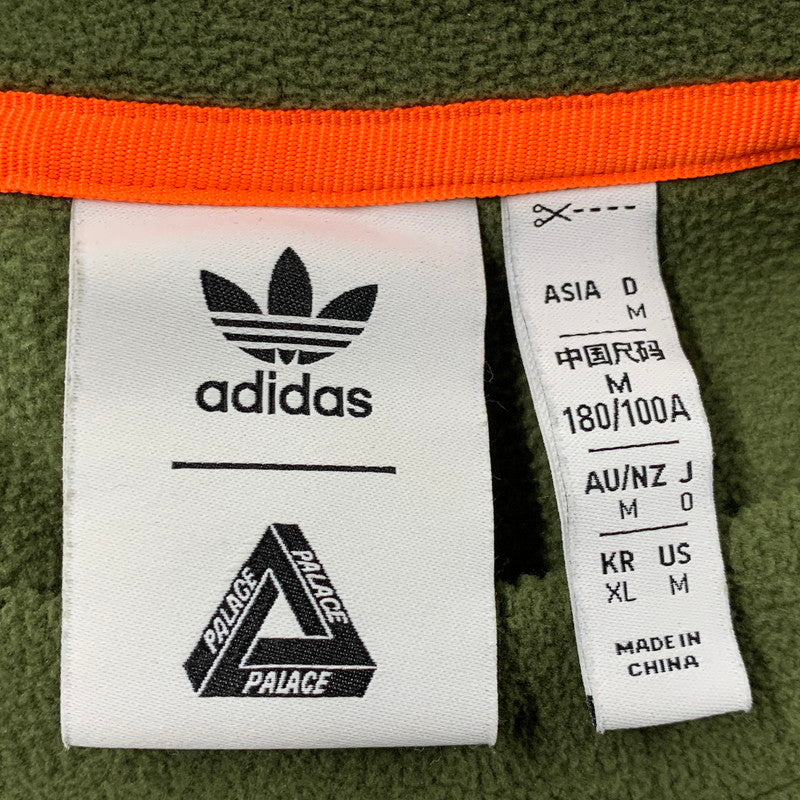 adidas
PALACE
PALACE
PALACE
ASIA D
M
中国尺码
M
180/100A
AU/NZ J
M O
KR US
XL M
MADE IN
CHINA